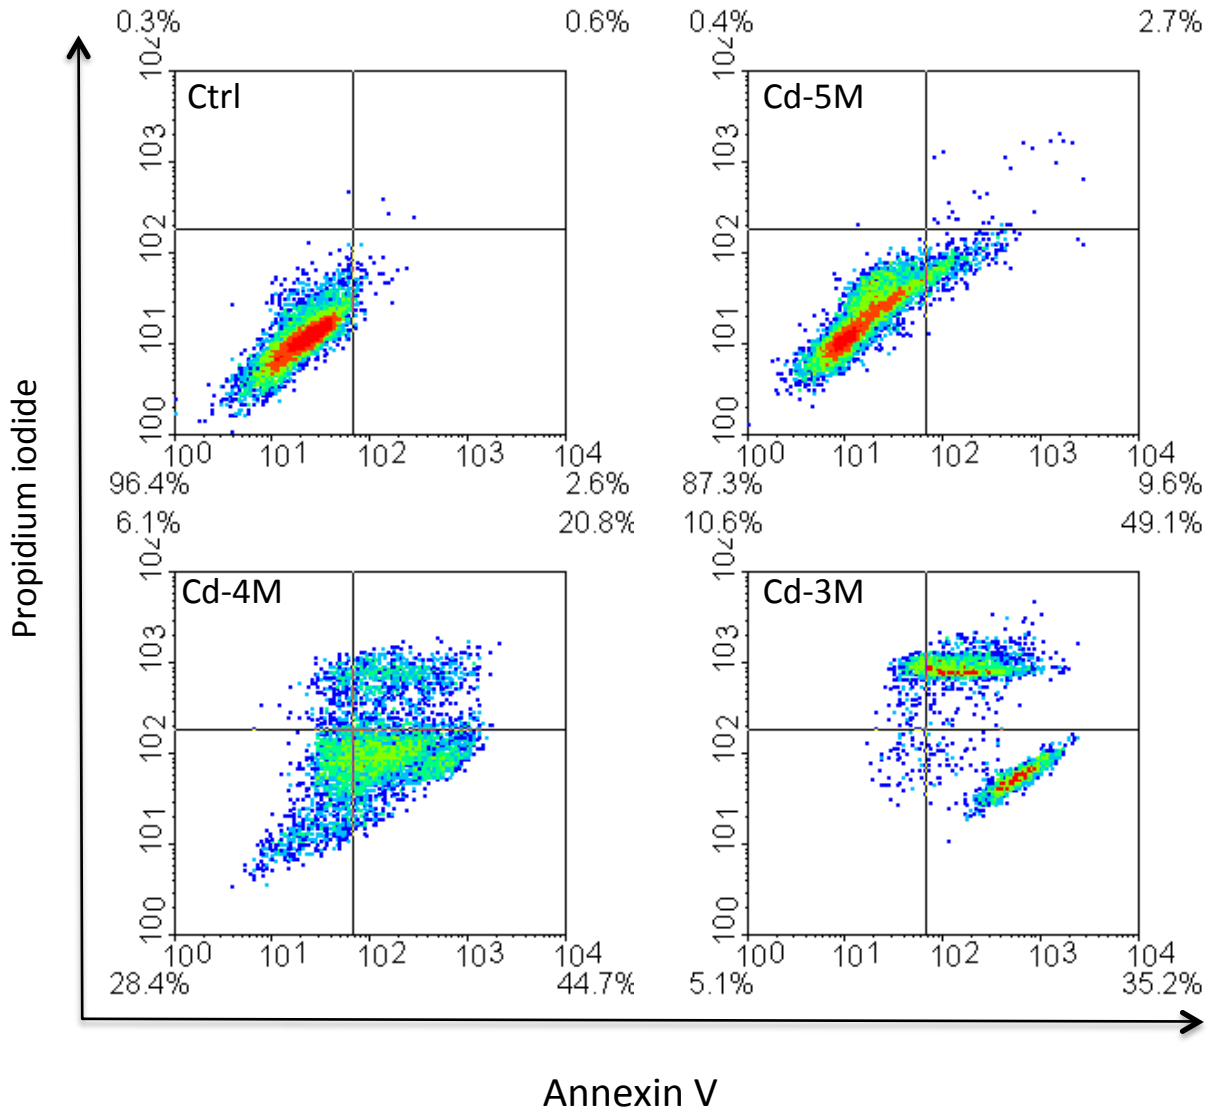 0.3% 0.6% 0.4% 2.7%
Ctrl Cd-5M
104 103 102 101 100
104 103 102 101 100
100 101 102 103 104 100 101 102 103 104
96.4% 2.6% 87.3% 9.6%
6.1% 20.8% 10.6% 49.1%
Cd-4M Cd-3M
104 103 102 101 100
104 103 102 101 100
100 101 102 103 104 100 101 102 103 104
28.4% 44.7% 5.1% 35.2%
Propidium iodide
Annexin V